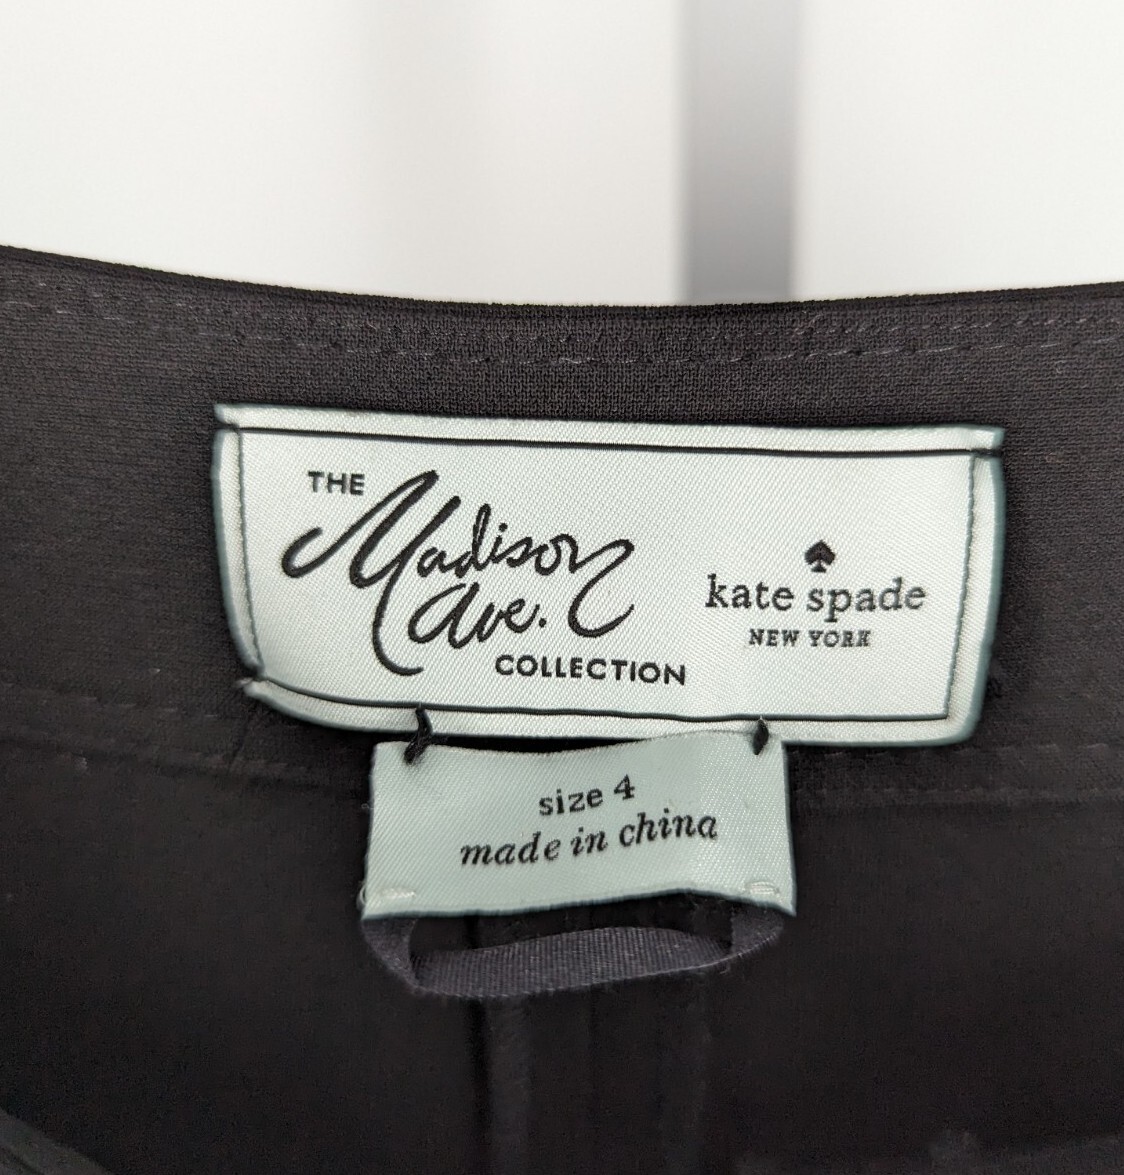 THE
Madison
Ave.
COLLECTION
kate spade
NEW YORK
size 4
made in china